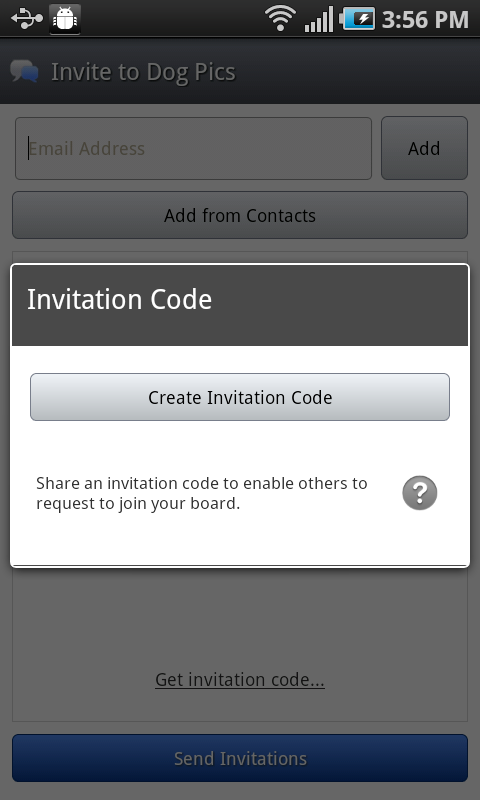 3:56 PM
Invite to Dog Pics
Email Address
Add
Add from Contacts
Invitation Code
Create Invitation Code
Share an invitation code to enable others to
request to join your board.
?
Get invitation code...
Send Invitations